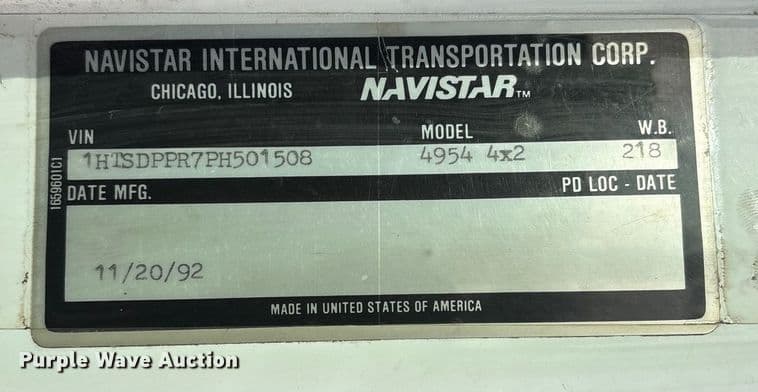 NAVISTAR INTERNATIONAL TRANSPORTATION CORP.
CHICAGO, ILLINOIS NAVISTAR™
VIN MODEL W.B.
1HTSDPPR7PH501508 4954 4x2 218
DATE MFG. PD LOC - DATE
1659601C1
11/20/92
MADE IN UNITED STATES OF AMERICA
Purple Wave Auction